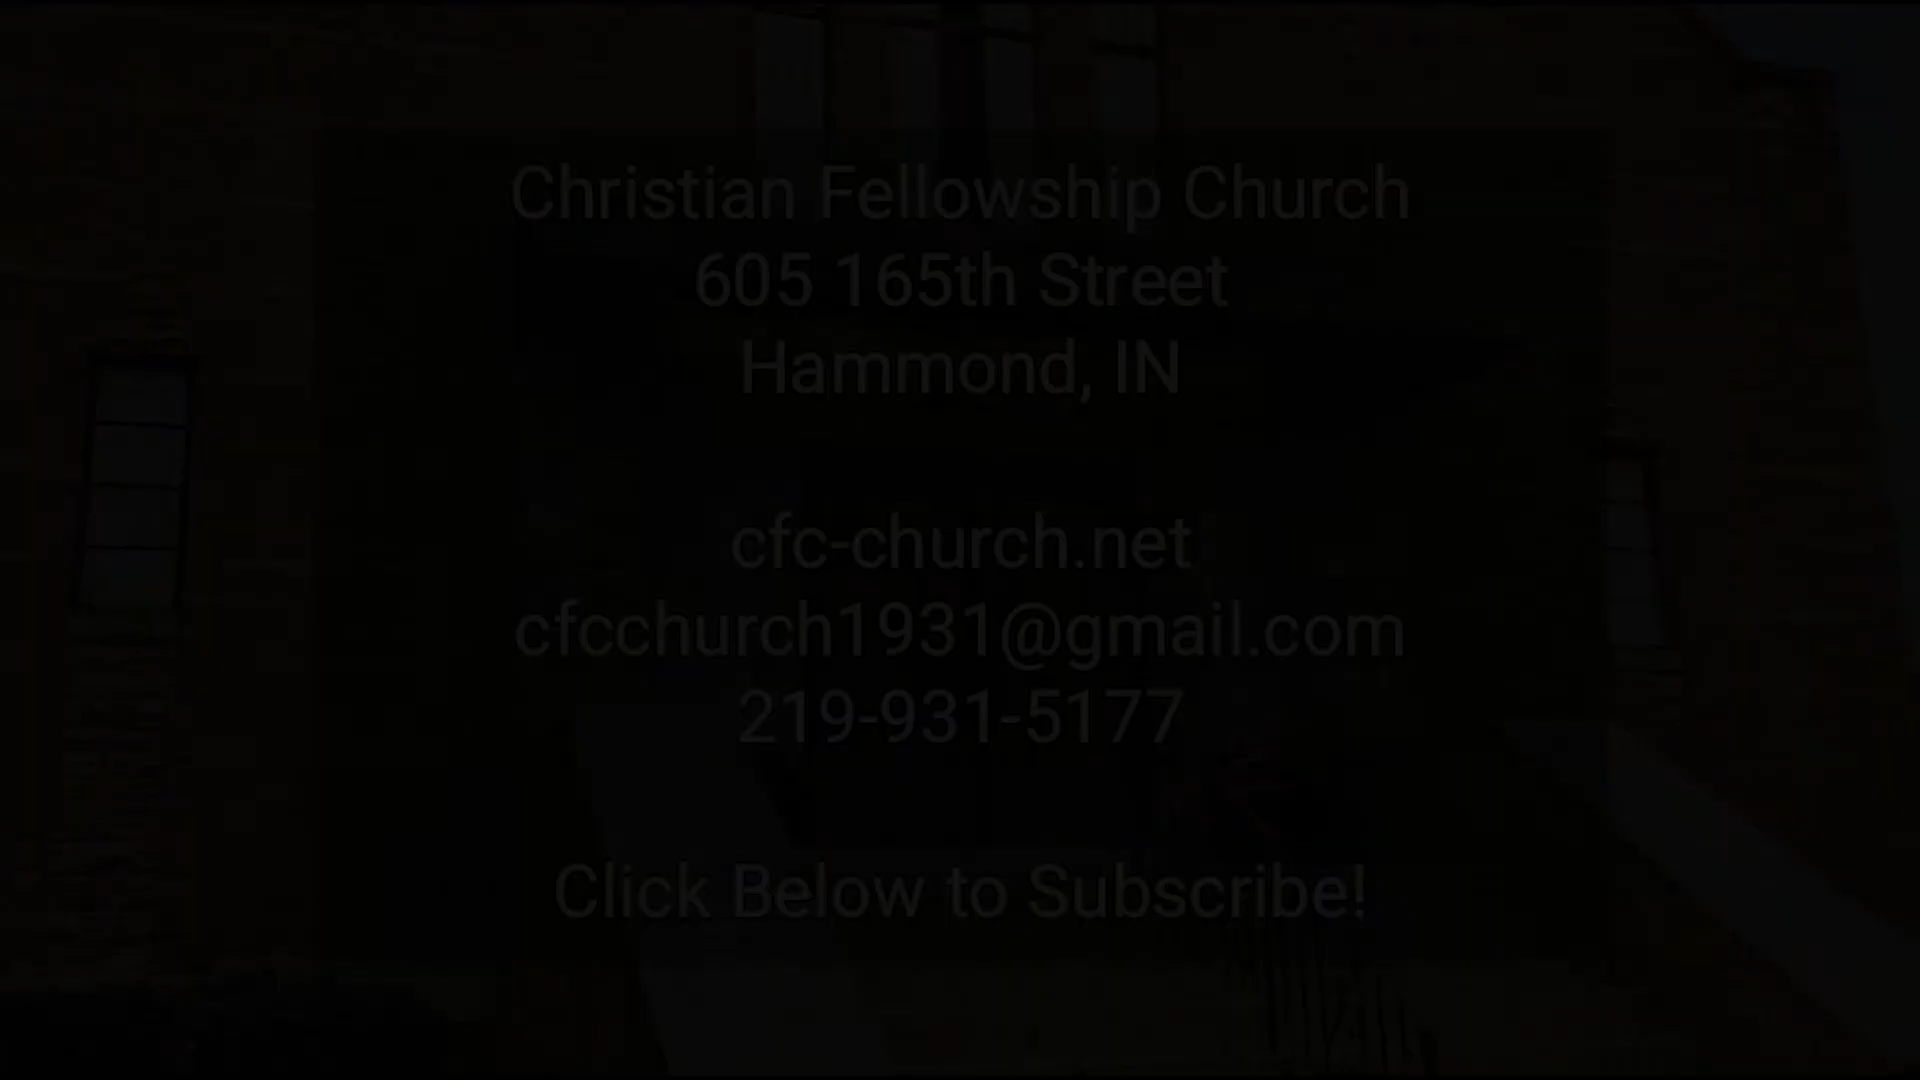 Christian Fellowship Church
605 165th Street
Hammond, IN
cfc-church.net
cfcchurch1931@gmail.com
219-931-5177
Click Below to Subscribe!